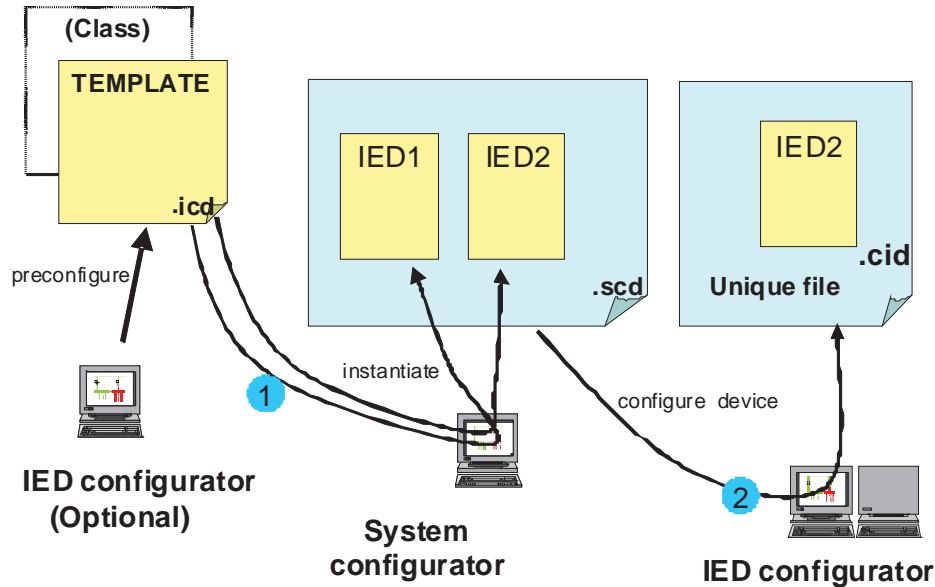 (Class)
TEMPLATE
.icd
preconfigure
IED configurator
(Optional)
1
IED1
IED2
.scd
instantiate
System
configurator
IED2
.cid
Unique file
configure device
2
IED configurator